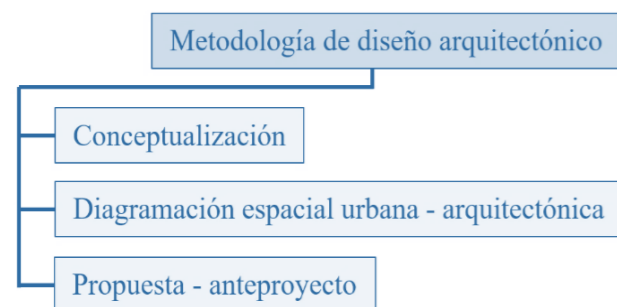 Metodología de diseño arquitectónico
Conceptualización
Diagramación espacial urbana - arquitectónica
Propuesta - anteproyecto